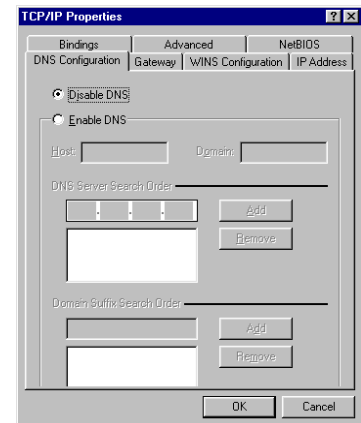 TCP/IP Properties
Bindings Advanced NetBIOS
DNS Configuration Gateway WINS Configuration IP Address
Disable DNS
Enable DNS
Host: Domain:
DNS Server Search Order
Add
Remove
Domain Suffix Search Order
Add
Remove
OK Cancel